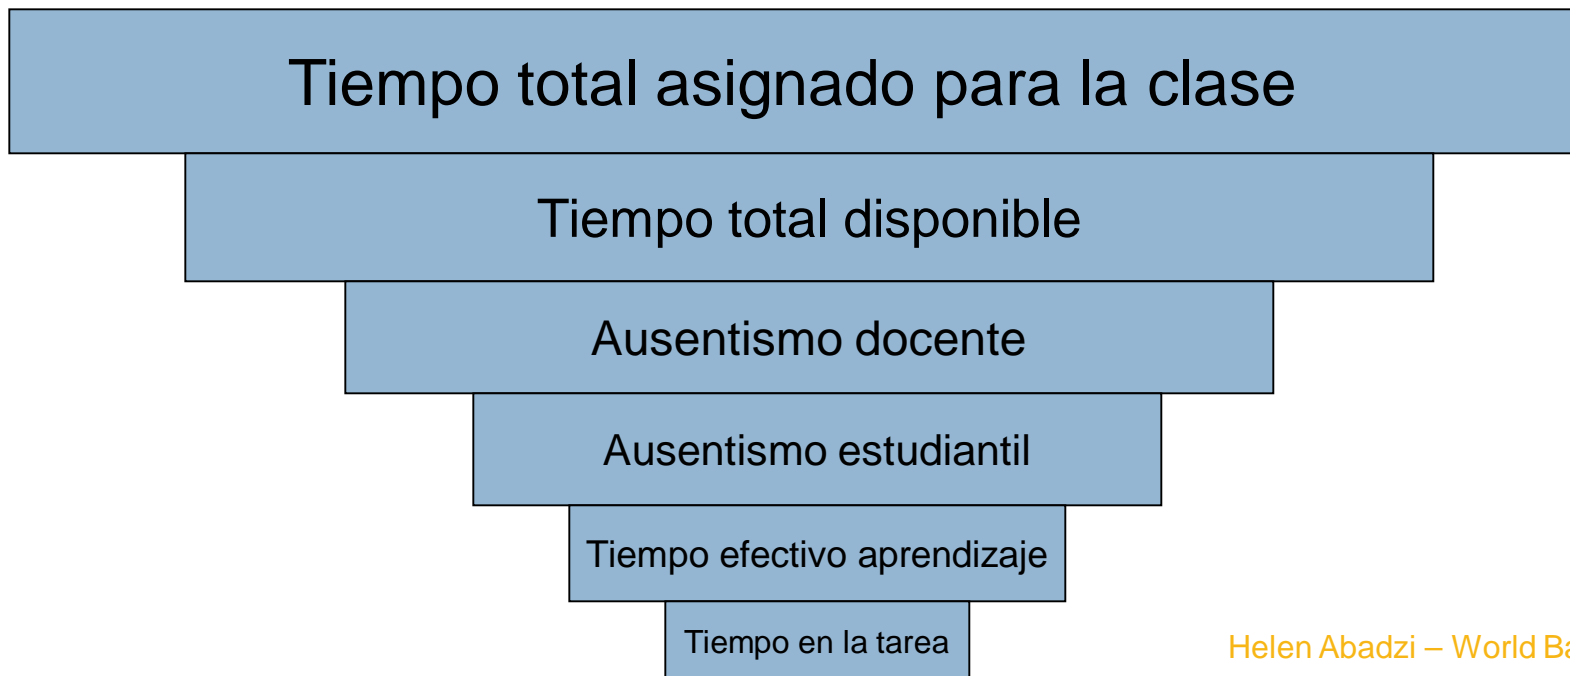 Tiempo total asignado para la clase
Tiempo total disponible
Ausentismo docente
Ausentismo estudiantil
Tiempo efectivo aprendizaje
Tiempo en la tarea
Helen Abadzi – World Ba